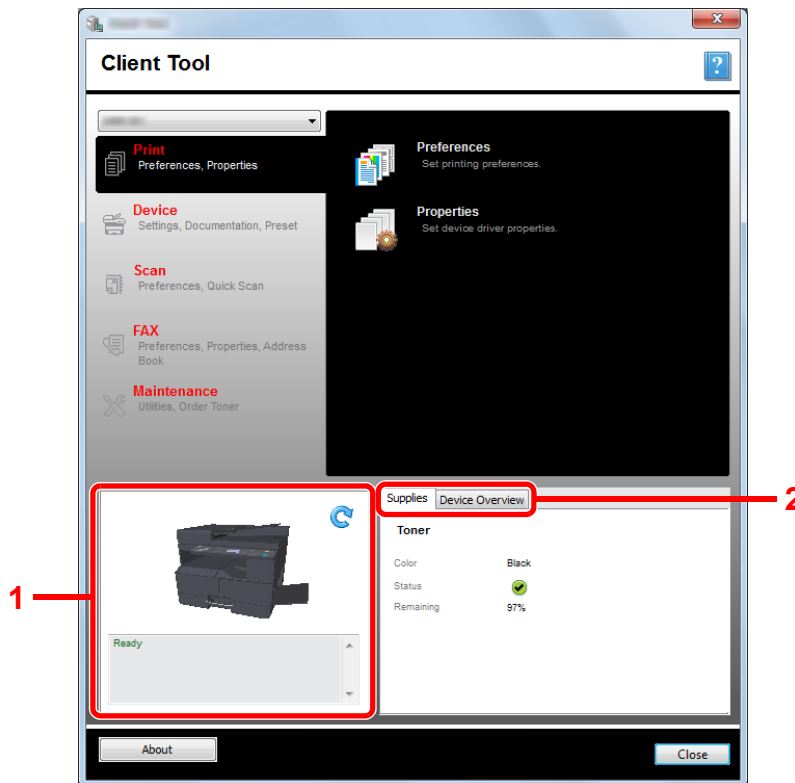 Client Tool
Print
Preferences, Properties
Device
Settings, Documentation, Preset
Scan
Preferences, Quick Scan
FAX
Preferences, Properties, Address
Book
Maintenance
Utilities, Order Toner
Preferences
Set printing preferences.
Properties
Set device driver properties.
1
Ready
Supplies
Device Overview
2
Toner
Color Black
Status
Remaining 97%
About
Close